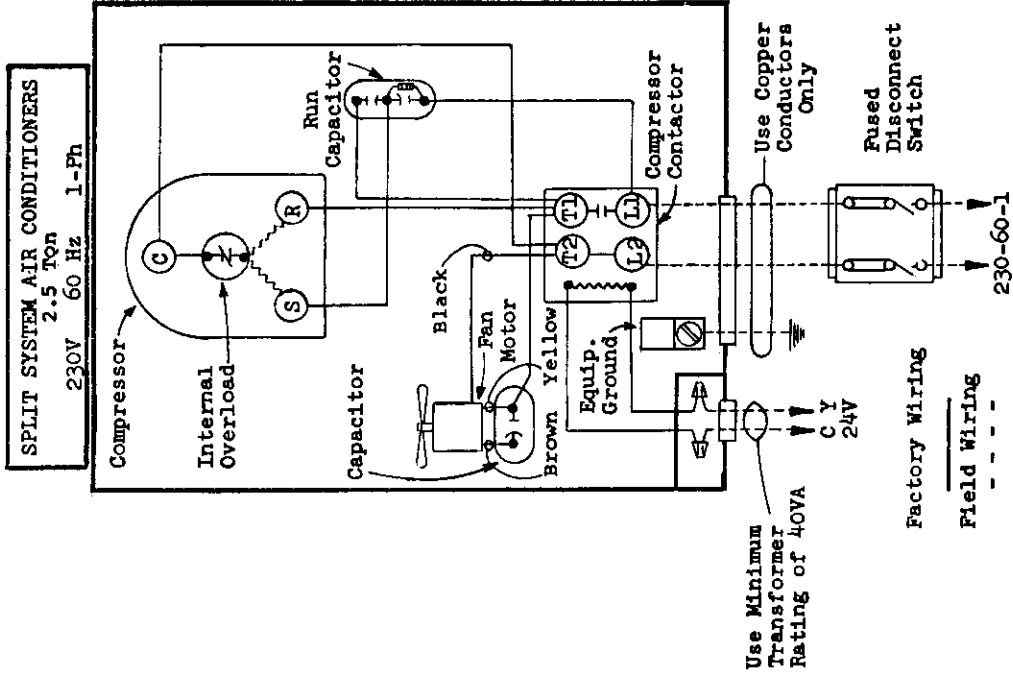 SPLIT SYSTEM AIR CONDITIONERS
2.5 Ton
230V 60 Hz 1-Ph
Compressor
C
Internal
Overload
S
R
Run
Capacitor
Capacitor
Fan
Motor
Black
Brown
Yellow
T2
T1
L2
L1
Compressor
Contactor
Equip.
Ground
Use Copper
Conductors
Only
Use Minimum
Transformer
Rating of 40VA
C Y
24V
Fused
Disconnect
Switch
230-60-1
Factory Wiring
Field Wiring